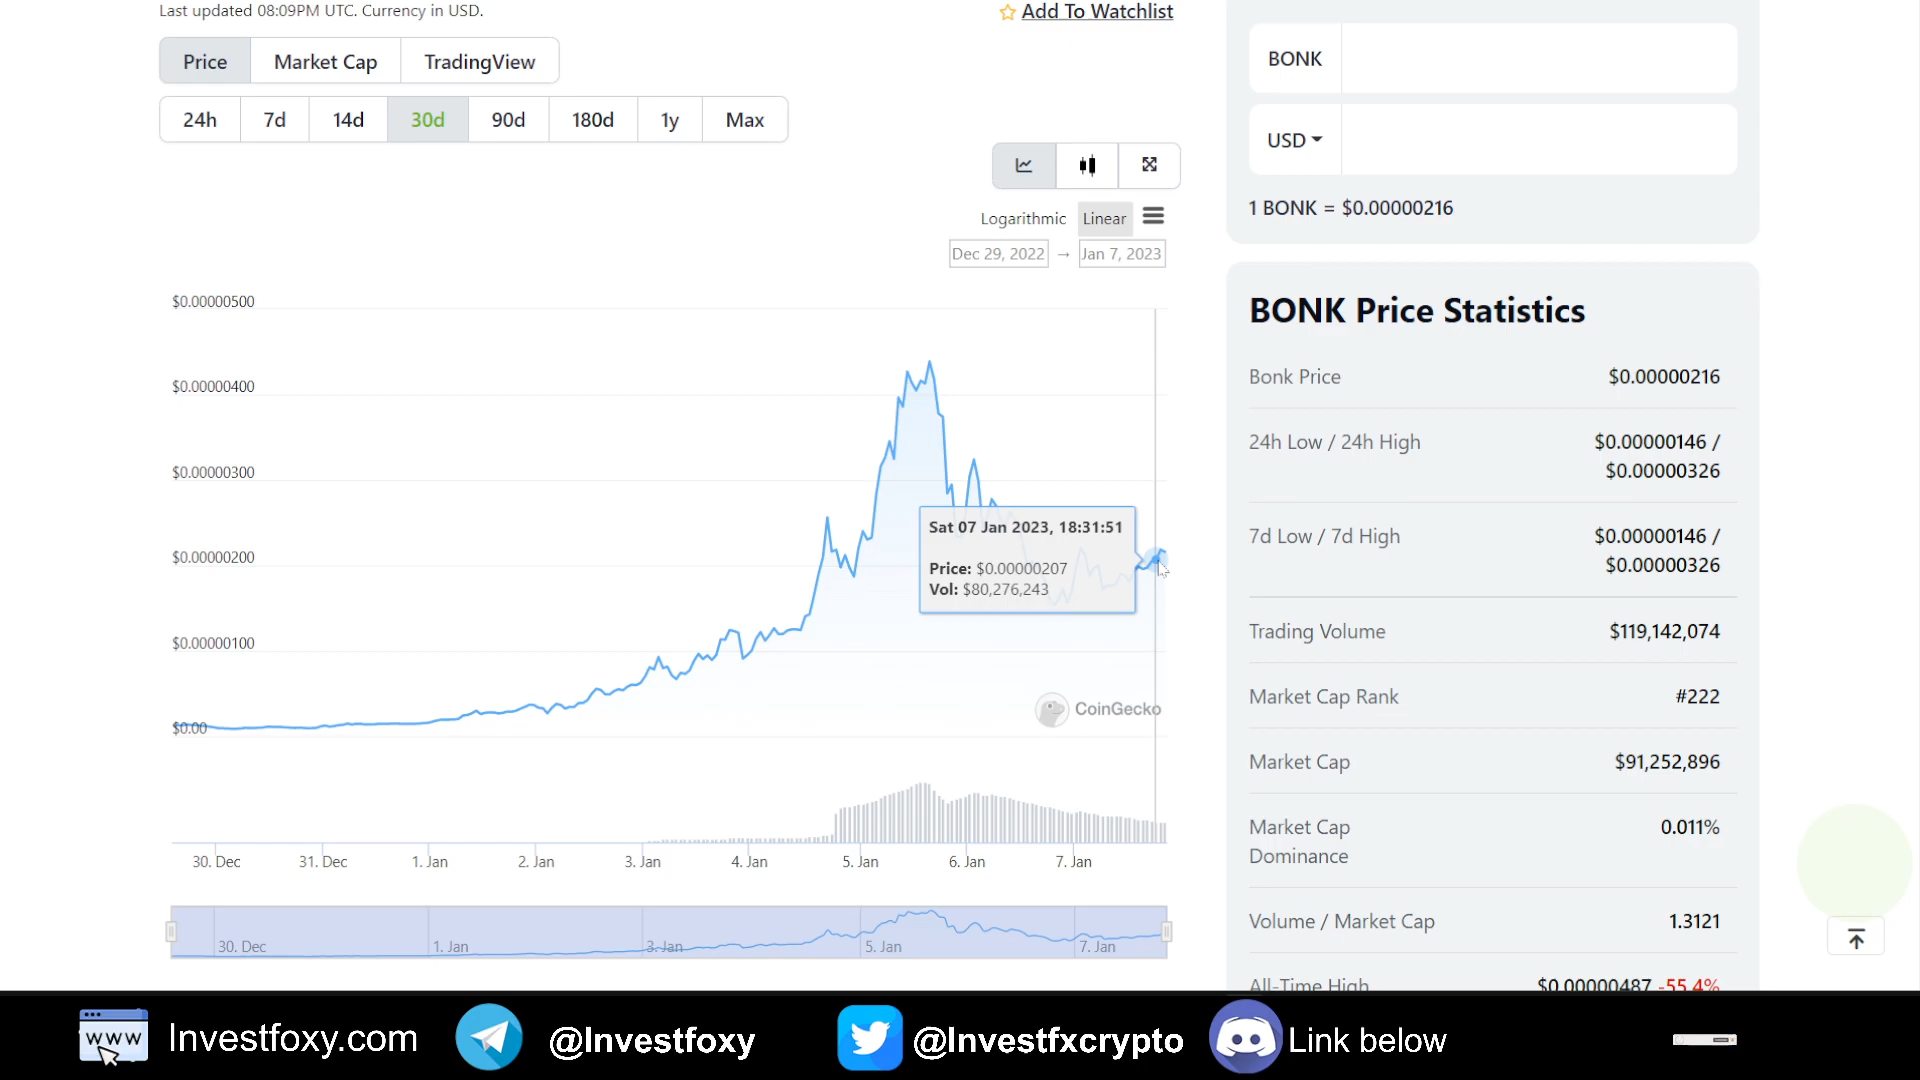 Last updated 08:09PM UTC. Currency in USD.
Add To Watchlist
Price Market Cap TradingView
24h 7d 14d 30d 90d 180d 1y Max
Logarithmic Linear
Dec 29, 2022 → Jan 7, 2023
$0.00000500
$0.00000400
$0.00000300
$0.00000200
$0.00000100
$0.00
Sat 07 Jan 2023, 18:31:51
Price: $0.00000207
Vol: $80,276,243
CoinGecko
30. Dec 31. Dec 1. Jan 2. Jan 3. Jan 4. Jan 5. Jan 6. Jan 7. Jan
30. Dec 1. Jan 3. Jan 5. Jan 7. Jan
BONK
USD
1 BONK = $0.00000216
BONK Price Statistics
Bonk Price $0.00000216
24h Low / 24h High $0.00000146 /
$0.00000326
7d Low / 7d High $0.00000146 /
$0.00000326
Trading Volume $119,142,074
Market Cap Rank #222
Market Cap $91,252,896
Market Cap 0.011%
Dominance
Volume / Market Cap 1.3121
All-Time High $0.00000487 -55.4%
www Investfoxy.com @Investfoxy @Investfxcrypto Link below